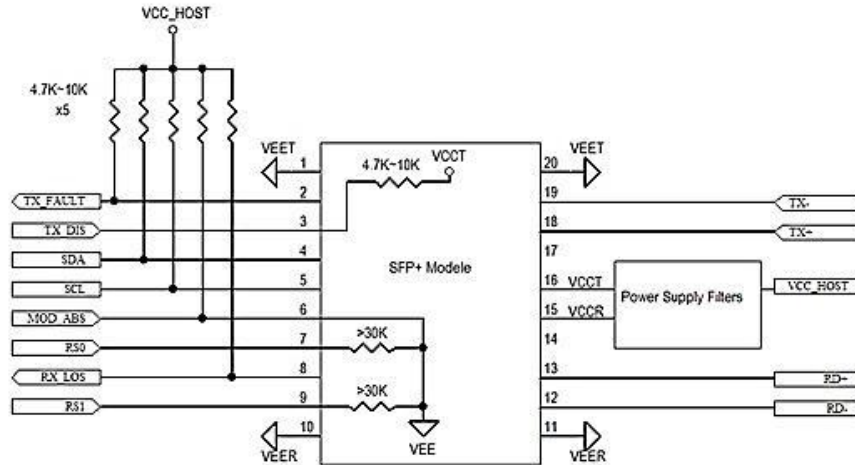 VCC_HOST
4.7K~10K
x5
VEET
1
4.7K~10K
VCCT
20
VEET
TX_FAULT
2
19
TX-
TX_DIS
3
18
TX+
SDA
4
17
SFP+ Modele
SCL
5
16
VCCT
Power Supply Filters
VCC_HOST
MOD_ABS
6
15
VCCR
RS0
7
>30K
14
RX_LOS
8
13
RD+
RS1
9
>30K
12
RD-
10
VEER
VEE
11
VEER